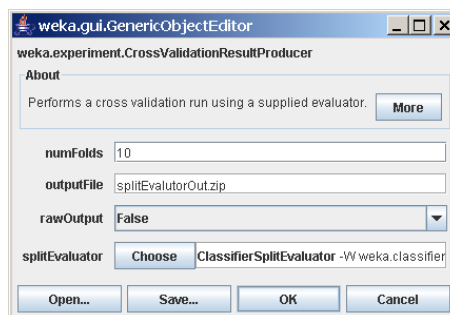 weka.gui.GenericObjectEditor
weka.experiment.CrossValidationResultProducer
About
Performs a cross validation run using a supplied evaluator. More
numFolds 10
outputFile splitEvalutorOut.zip
rawOutput False
splitEvaluator Choose ClassifierSplitEvaluator -W weka.classifier
Open... Save... OK Cancel